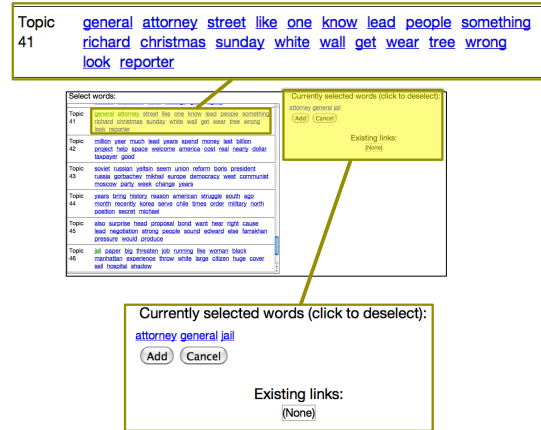 Topic general attorney street like one know lead people something
41 richard christmas sunday white wall get wear tree wrong
look reporter
Select words:
Topic general attorney street like one know lead people something
41 richard christmas sunday white wall get wear tree wrong
look reporter
Topic million year much lead years spend money last billion
42 project help space welcome america cost real nearly dollar
taxpayer good
Topic soviet russian yeltsin seem union reform boris president
43 russia gorbachev mikhail europe democracy west communist
moscow party week change years
Topic years bring history reason american struggle south ago
44 month recently korea serve chile times order military north
position secret michael
Topic also surprise head proposal bond want hear right cause
45 lead negotiation strong people sound edward else farrakhan
pressure would produce
Topic jail paper big threaten job running like woman black
46 manhattan experience throw white large citizen huge cover
sell hospital shadow
Currently selected words (click to deselect):
attorney general jail
Add Cancel
Existing links:
(None)
Currently selected words (click to deselect):
attorney general jail
Add Cancel
Existing links:
(None)